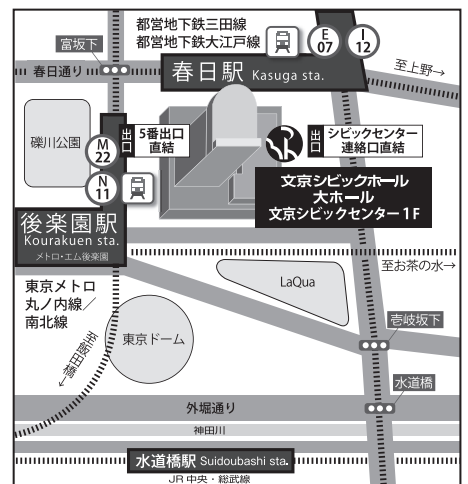 都営地下鉄三田線
都営地下鉄大江戸線
E
07
I
12
富坂下
春日通り
春日駅 Kasuga sta.
至上野→
礫川公園
M
22
N
11
出口
5番出口
直結
出口
シビックセンター
連絡口直結
文京シビックホール
大ホール
文京シビックセンター1F
後楽園駅
Kourakuen sta.
メトロ・エム後楽園
至お茶の水→
東京メトロ
丸ノ内線/
南北線
LaQua
壱岐坂下
至飯田橋→
東京ドーム
水道橋
外堀通り
神田川
水道橋駅 Suidoubashi sta.
JR 中央・総武線